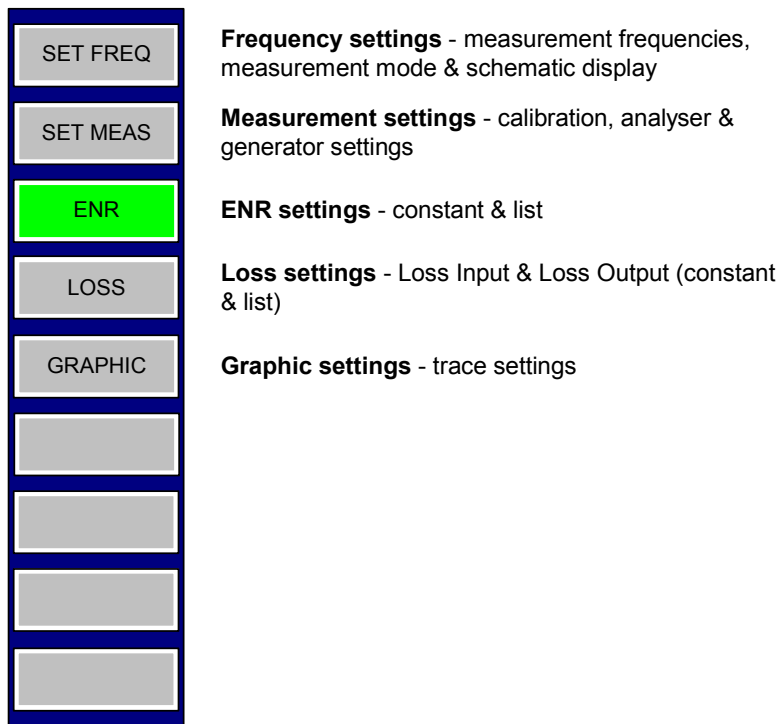 SET FREQ
Frequency settings - measurement frequencies,
measurement mode & schematic display
SET MEAS
Measurement settings - calibration, analyser &
generator settings
ENR
ENR settings - constant & list
LOSS
Loss settings - Loss Input & Loss Output (constant
& list)
GRAPHIC
Graphic settings - trace settings